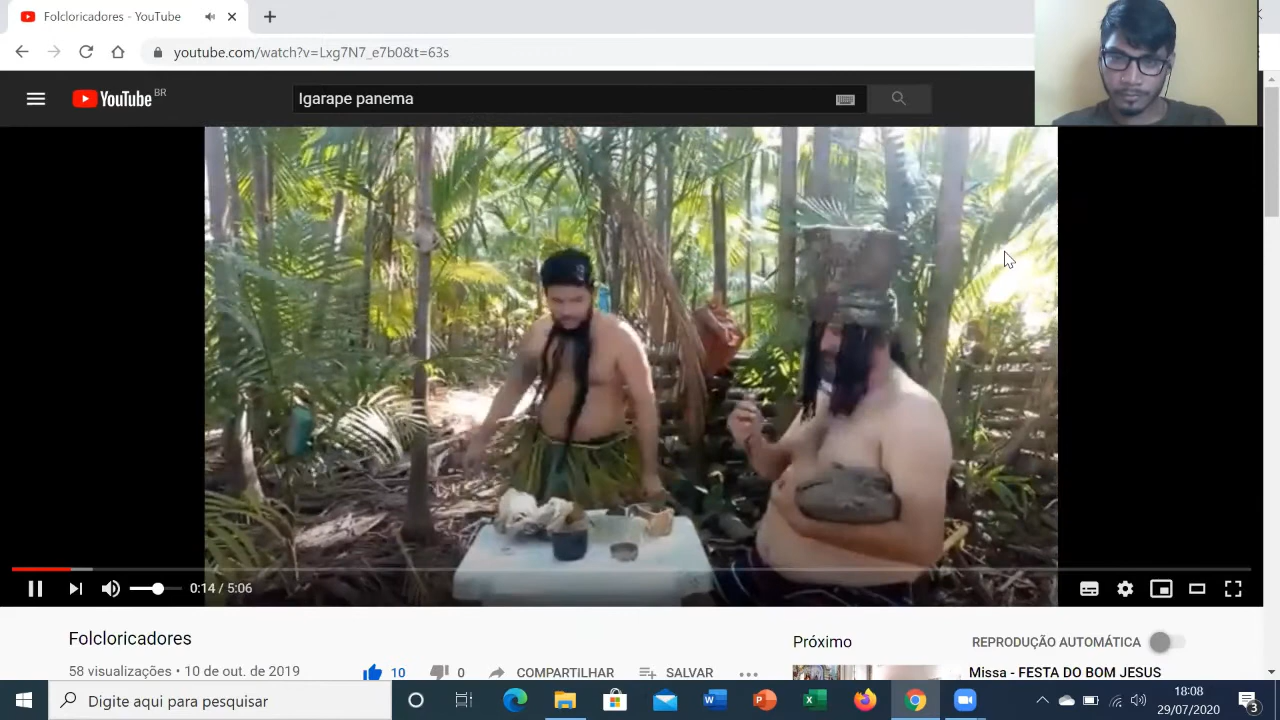 Folcloricadores - YouTube
youtube.com/watch?v=Lxg7N7_e7b0&t=63s
YouTube BR
Igarape panema
0:14 / 5:06
Folcloricadores
58 visualizações • 10 de out. de 2019
10
0
COMPARTILHAR
SALVAR
Próximo
REPRODUÇÃO AUTOMÁTICA
Missa - FESTA DO BOM JESUS
Digite aqui para pesquisar
18:08
29/07/2020
3